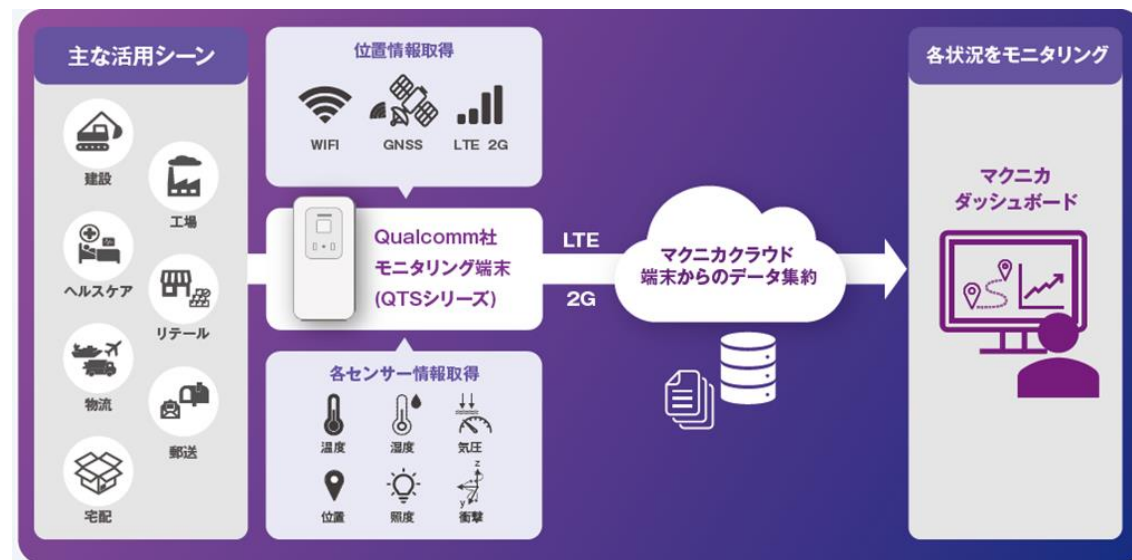 主な活用シーン
建設
工場
ヘルスケア
リテール
物流
郵送
宅配
位置情報取得
WIFI
GNSS
LTE 2G
Qualcomm社
モニタリング端末
(QTSシリーズ)
各センサー情報取得
温度
湿度
気圧
位置
照度
z
y
衝撃
LTE
2G
マクニカクラウド
端末からのデータ集約
各状況をモニタリング
マクニカ
ダッシュボード